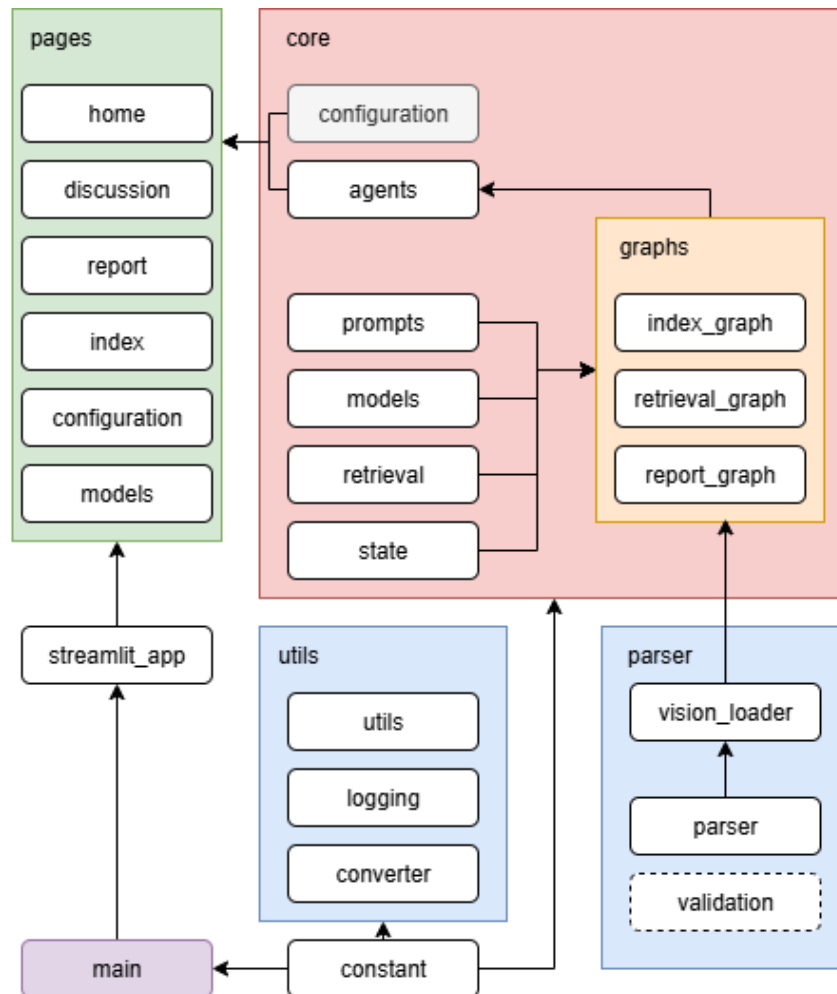 pages
home
discussion
report
index
configuration
models
streamlit_app
main
core
configuration
agents
prompts
models
retrieval
state
graphs
index_graph
retrieval_graph
report_graph
utils
utils
logging
converter
constant
parser
vision_loader
parser
validation